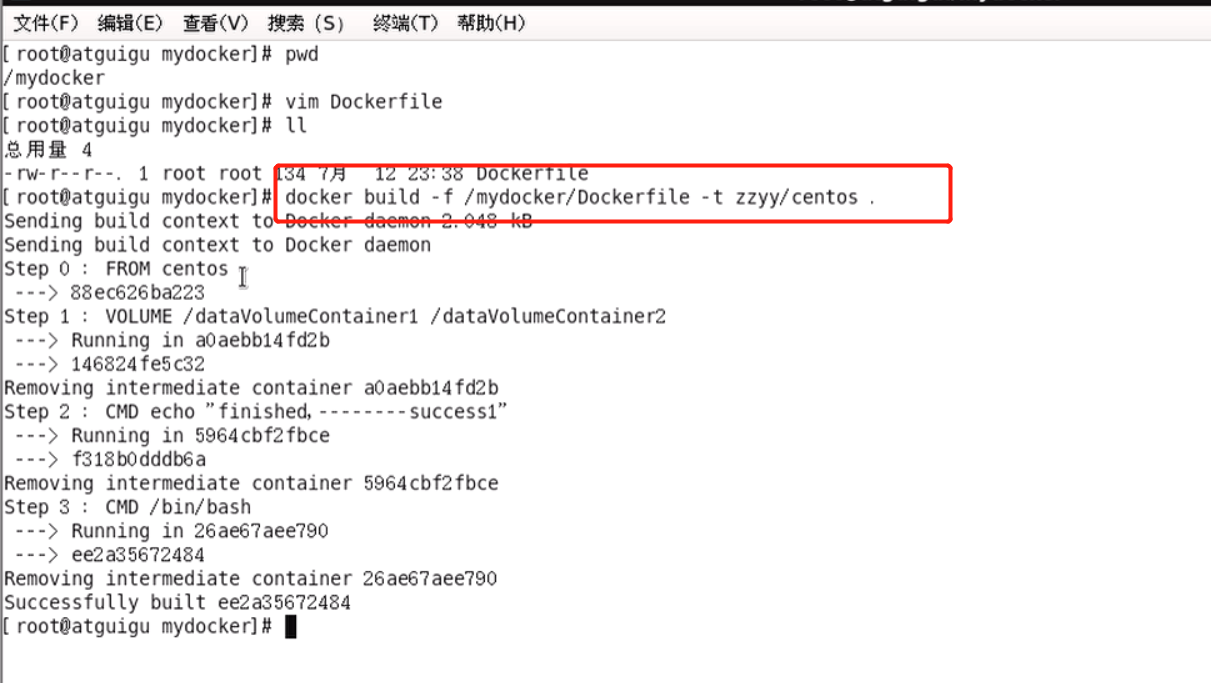 文件(F) 编辑(E) 查看(V) 搜索 (S) 终端(T) 帮助(H)
[root@atguigu mydocker]# pwd
/mydocker
[root@atguigu mydocker]# vim Dockerfile
[root@atguigu mydocker]# ll
总用量 4
-rw-r--r--. 1 root root 134 7月  12 23:38 Dockerfile
[root@atguigu mydocker]# docker build -f /mydocker/Dockerfile -t zzyy/centos .
Sending build context to Docker daemon 2.048 kB
Sending build context to Docker daemon
Step 0 : FROM centos
 ---> 88ec626ba223
Step 1 : VOLUME /dataVolumeContainer1 /dataVolumeContainer2
 ---> Running in a0aebb14fd2b
 ---> 146824fe5c32
Removing intermediate container a0aebb14fd2b
Step 2 : CMD echo "finished,--------success1"
 ---> Running in 5964cbf2fbce
 ---> f318b0dddb6a
Removing intermediate container 5964cbf2fbce
Step 3 : CMD /bin/bash
 ---> Running in 26ae67aee790
 ---> ee2a35672484
Removing intermediate container 26ae67aee790
Successfully built ee2a35672484
[root@atguigu mydocker]#